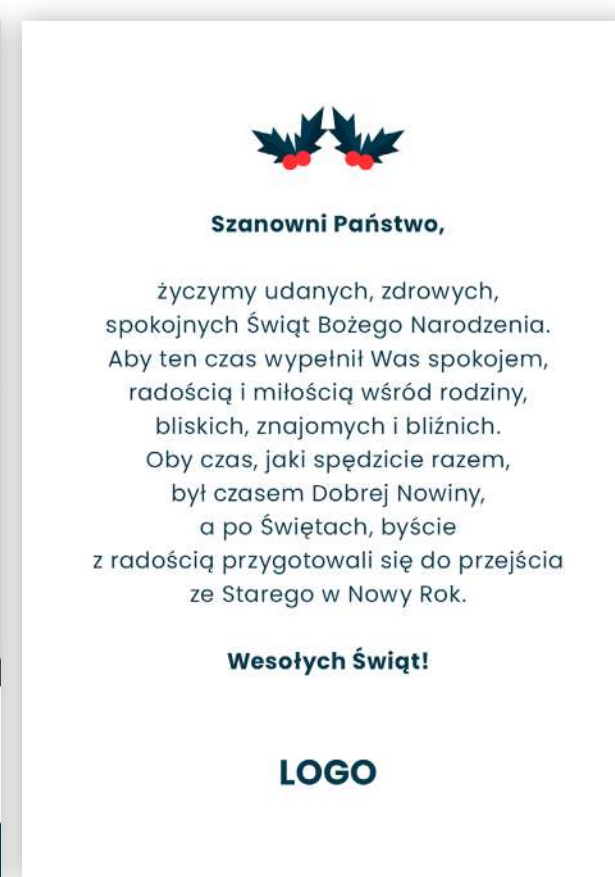 Szanowni Państwo,
życzymy udanych, zdrowych,
spokojnych Świąt Bożego Narodzenia.
Aby ten czas wypełnił Was spokojem,
radością i miłością wśród rodziny,
bliskich, znajomych i bliźnich.
Oby czas, jaki spędzicie razem,
był czasem Dobrej Nowiny,
a po Świętach, byście
z radością przygotowali się do przejścia
ze Starego w Nowy Rok.
Wesołych Świąt!
LOGO